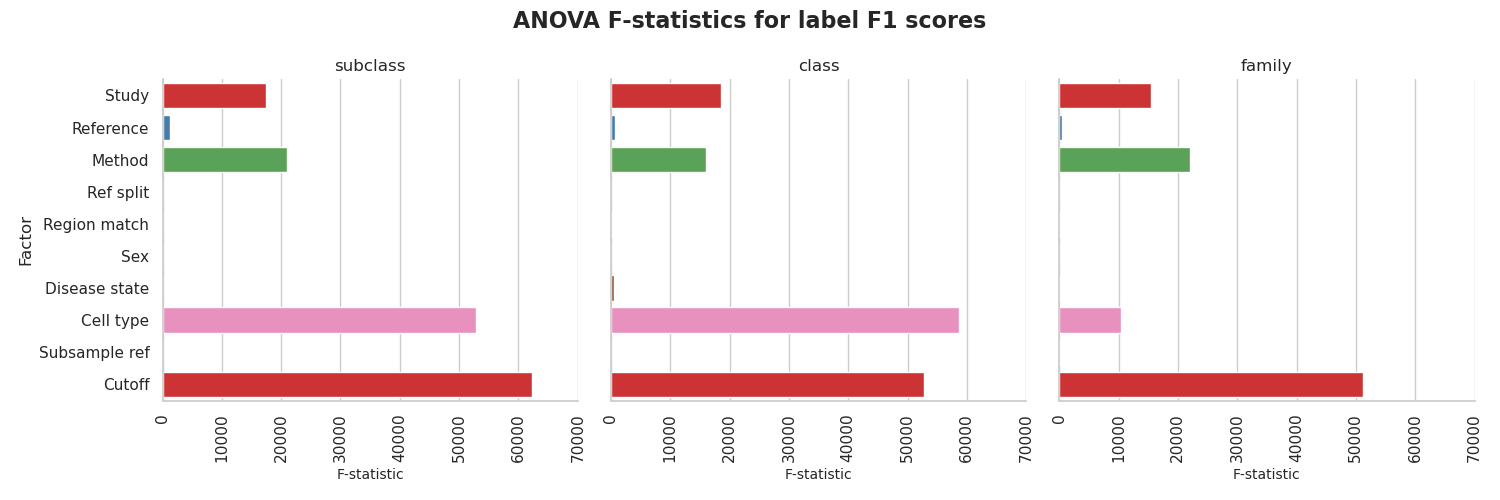 ANOVA F-statistics for label F1 scores
subclass
class
family
Factor
Study
Reference
Method
Ref split
Region match
Sex
Disease state
Cell type
Subsample ref
Cutoff
0 10000 20000 30000 40000 50000 60000 70000
0 10000 20000 30000 40000 50000 60000 70000
0 10000 20000 30000 40000 50000 60000 70000
F-statistic
F-statistic
F-statistic